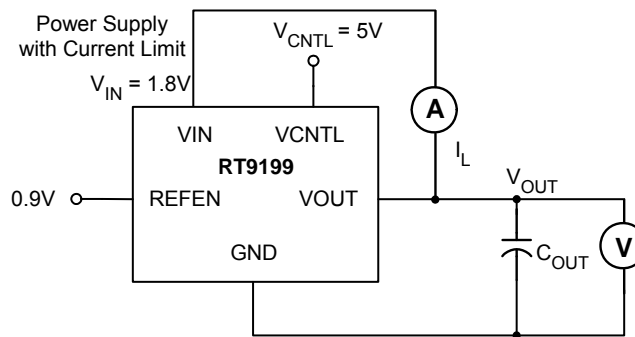 Power Supply
with Current Limit
V_IN = 1.8V
V_CNTL = 5V
VIN
VCNTL
RT9199
A
I_L
0.9V
REFEN
VOUT
V_OUT
GND
C_OUT
V